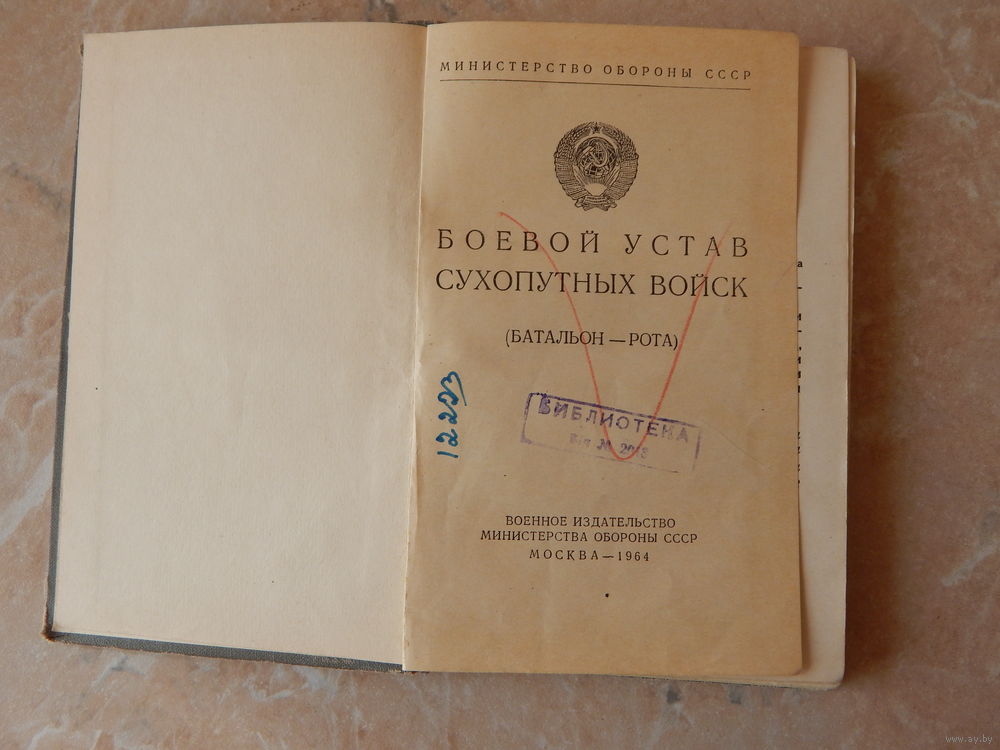 МИНИСТЕРСТВО ОБОРОНЫ СССР
БОЕВОЙ УСТАВ
СУХОПУТНЫХ ВОЙСК
(БАТАЛЬОН — РОТА)
12223
БИБЛИОТЕКА
№
ВОЕННОЕ ИЗДАТЕЛЬСТВО
МИНИСТЕРСТВА ОБОРОНЫ СССР
МОСКВА — 1964
www.ay.by